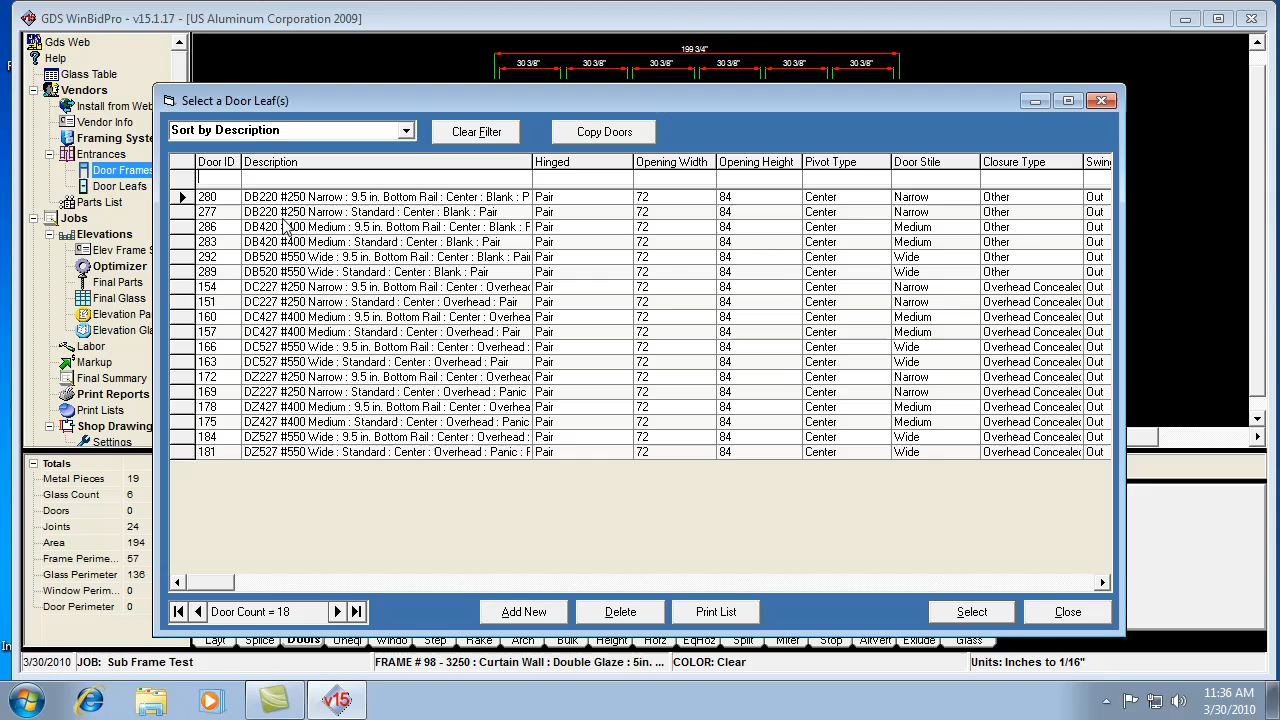 GDS WinBidPro - v15.1.17 - [US Aluminum Corporation 2009]
Gds Web
Help
Glass Table
Vendors
Install from Web
Vendor Info
Framing Syste
Entrances
Door Frames
Door Leafs
Parts List
Jobs
Elevations
Elev Frame S
Optimizer
Final Parts
Final Glass
Elevation Pa
Elevation Gla
Labor
Markup
Final Summary
Print Reports
Print Lists
Shop Drawing
Settings
199 3/4"
30 3/8" 30 3/8" 30 3/8" 30 3/8" 30 3/8" 30 3/8"
Select a Door Leaf(s)
Sort by Description Clear Filter Copy Doors
Door ID Description Hinged Opening Width Opening Height Pivot Type Door Stile Closure Type Swing
280 DB220 #250 Narrow : 9.5 in. Bottom Rail : Center : Blank : P Pair 72 84 Center Narrow Other Out
277 DB220 #250 Narrow : Standard : Center : Blank : Pair Pair 72 84 Center Narrow Other Out
286 DB420 #400 Medium : 9.5 in. Bottom Rail : Center : Blank : F Pair 72 84 Center Medium Other Out
283 DB420 #400 Medium : Standard : Center : Blank : Pair Pair 72 84 Center Medium Other Out
292 DB520 #550 Wide : 9.5 in. Bottom Rail : Center : Blank : Pair Pair 72 84 Center Wide Other Out
289 DB520 #550 Wide : Standard : Center : Blank : Pair Pair 72 84 Center Wide Other Out
154 DC227 #250 Narrow : 9.5 in. Bottom Rail : Center : Overhead Pair 72 84 Center Narrow Overhead Concealed Out
151 DC227 #250 Narrow : Standard : Center : Overhead : Pair Pair 72 84 Center Narrow Overhead Concealed Out
160 DC427 #400 Medium : 9.5 in. Bottom Rail : Center : Overhea Pair 72 84 Center Medium Overhead Concealed Out
157 DC427 #400 Medium : Standard : Center : Overhead : Pair Pair 72 84 Center Medium Overhead Concealed Out
166 DC527 #550 Wide : 9.5 in. Bottom Rail : Center : Overhead : Pair 72 84 Center Wide Overhead Concealed Out
163 DC527 #550 Wide : Standard : Center : Overhead : Pair Pair 72 84 Center Wide Overhead Concealed Out
172 DZ227 #250 Narrow : 9.5 in. Bottom Rail : Center : Overhead Pair 72 84 Center Narrow Overhead Concealed Out
169 DZ227 #250 Narrow : Standard : Center : Overhead : Panic Pair 72 84 Center Narrow Overhead Concealed Out
178 DZ427 #400 Medium : 9.5 in. Bottom Rail : Center : Overhea Pair 72 84 Center Medium Overhead Concealed Out
175 DZ427 #400 Medium : Standard : Center : Overhead : Panic Pair 72 84 Center Medium Overhead Concealed Out
184 DZ527 #550 Wide : 9.5 in. Bottom Rail : Center : Overhead : Pair 72 84 Center Wide Overhead Concealed Out
181 DZ527 #550 Wide : Standard : Center : Overhead : Panic : F Pair 72 84 Center Wide Overhead Concealed Out
Door Count = 18 Add New Delete Print List Select Close
Totals
Metal Pieces 19
Glass Count 6
Doors 0
Joints 24
Area 194
Frame Perime... 57
Glass Perimeter 136
Window Perim... 0
Door Perimeter 0
Layt Splice Doors Uneql Windo Step Rake Arch Bulk Height Horz EqHoz Split Miter Stop AltVert Exlude Glass
3/30/2010 JOB: Sub Frame Test FRAME # 98 - 3250 : Curtain Wall : Double Glaze : 5in. ... COLOR: Clear Units: Inches to 1/16"
v15
11:36 AM
3/30/2010